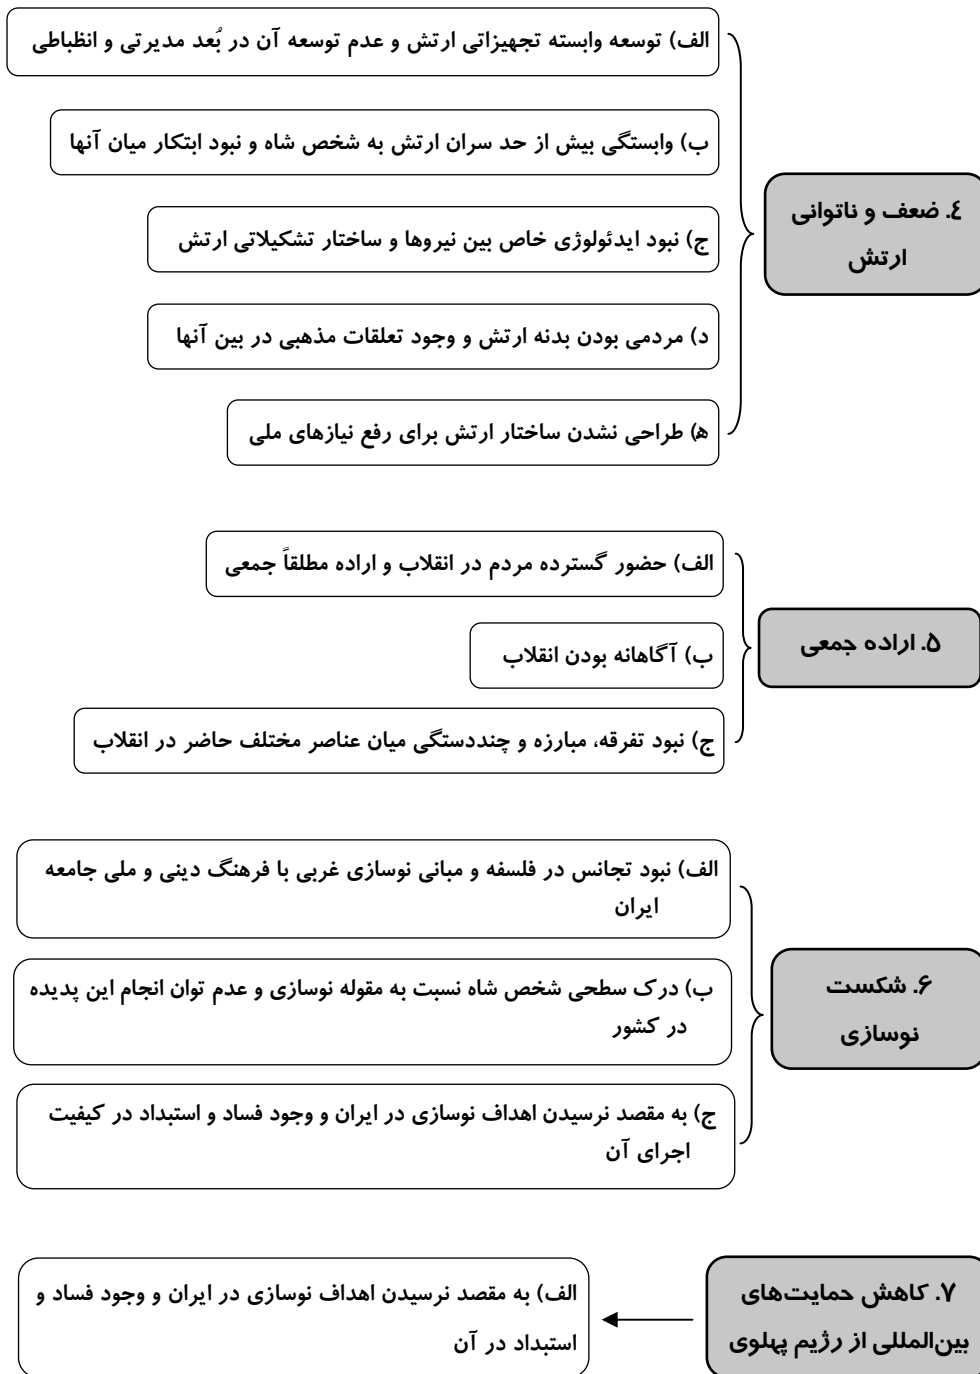 ۴. ضعف و ناتوانی
ارتش
الف) توسعه وابسته تجهیزاتی ارتش و عدم توسعه آن در بُعد مدیرتی و انظباطی
ب) وابستگی بیش از حد سران ارتش به شخص شاه و نبود ابتکار میان آنها
ج) نبود ایدئولوژی خاص بین نیروها و ساختار تشکیلاتی ارتش
د) مردمی بودن بدنه ارتش و وجود تعلقات مذهبی در بین آنها
ﻫ) طراحی نشدن ساختار ارتش برای رفع نیازهای ملی
۵. اراده جمعی
الف) حضور گسترده مردم در انقلاب و اراده مطلقاً جمعی
ب) آگاهانه بودن انقلاب
ج) نبود تفرقه، مبارزه و چنددستگی میان عناصر مختلف حاضر در انقلاب
۶. شکست
نوسازی
الف) نبود تجانس در فلسفه و مبانی نوسازی غربی با فرهنگ دینی و ملی جامعه
ایران
ب) درک سطحی شخص شاه نسبت به مقوله نوسازی و عدم توان انجام این پدیده
در کشور
ج) به مقصد نرسیدن اهداف نوسازی در ایران و وجود فساد و استبداد در کیفیت
اجرای آن
۷. کاهش حمایت‌های
بین‌المللی از رژیم پهلوی
الف) به مقصد نرسیدن اهداف نوسازی در ایران و وجود فساد و
استبداد در آن